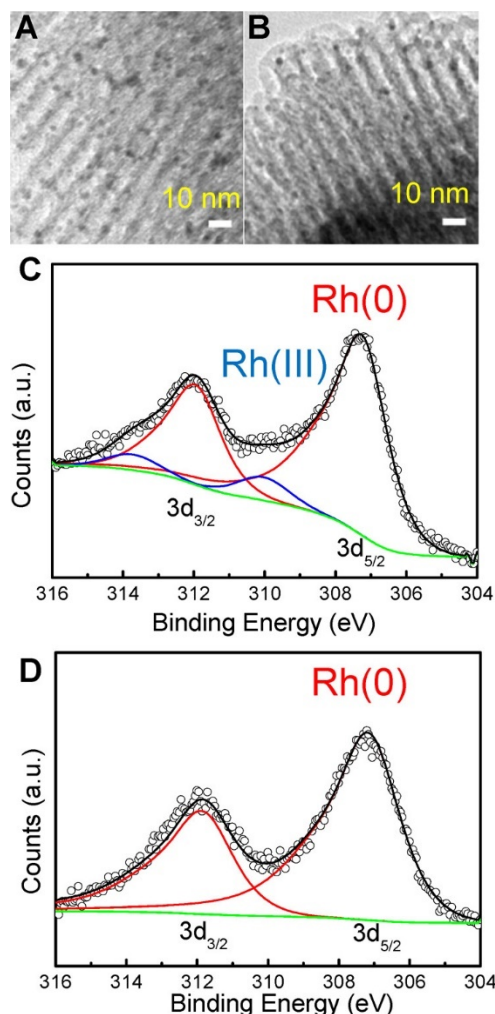 A
10 nm
B
10 nm
C
Rh(0)
Rh(III)
Counts (a.u.)
3d3/2
3d5/2
316 314 312 310 308 306 304
Binding Energy (eV)
D
Rh(0)
Counts (a.u.)
3d3/2
3d5/2
316 314 312 310 308 306 304
Binding Energy (eV)